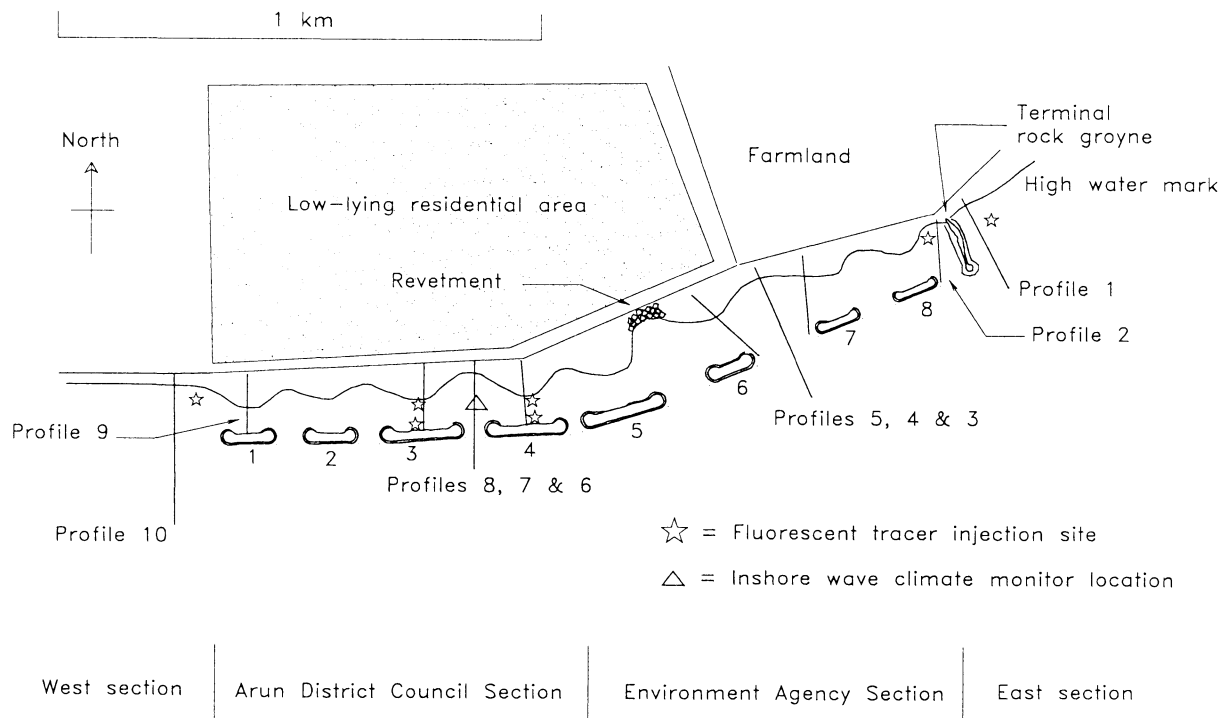 1 km
North
Low-lying residential area
Farmland
Terminal
rock groyne
High water mark
Revetment
Profile 1
Profile 2
8
7
6
5
Profiles 5, 4 & 3
Profile 9
1
2
3
4
Profiles 8, 7 & 6
Profile 10
= Fluorescent tracer injection site
= Inshore wave climate monitor location
West section
Arun District Council Section
Environment Agency Section
East section